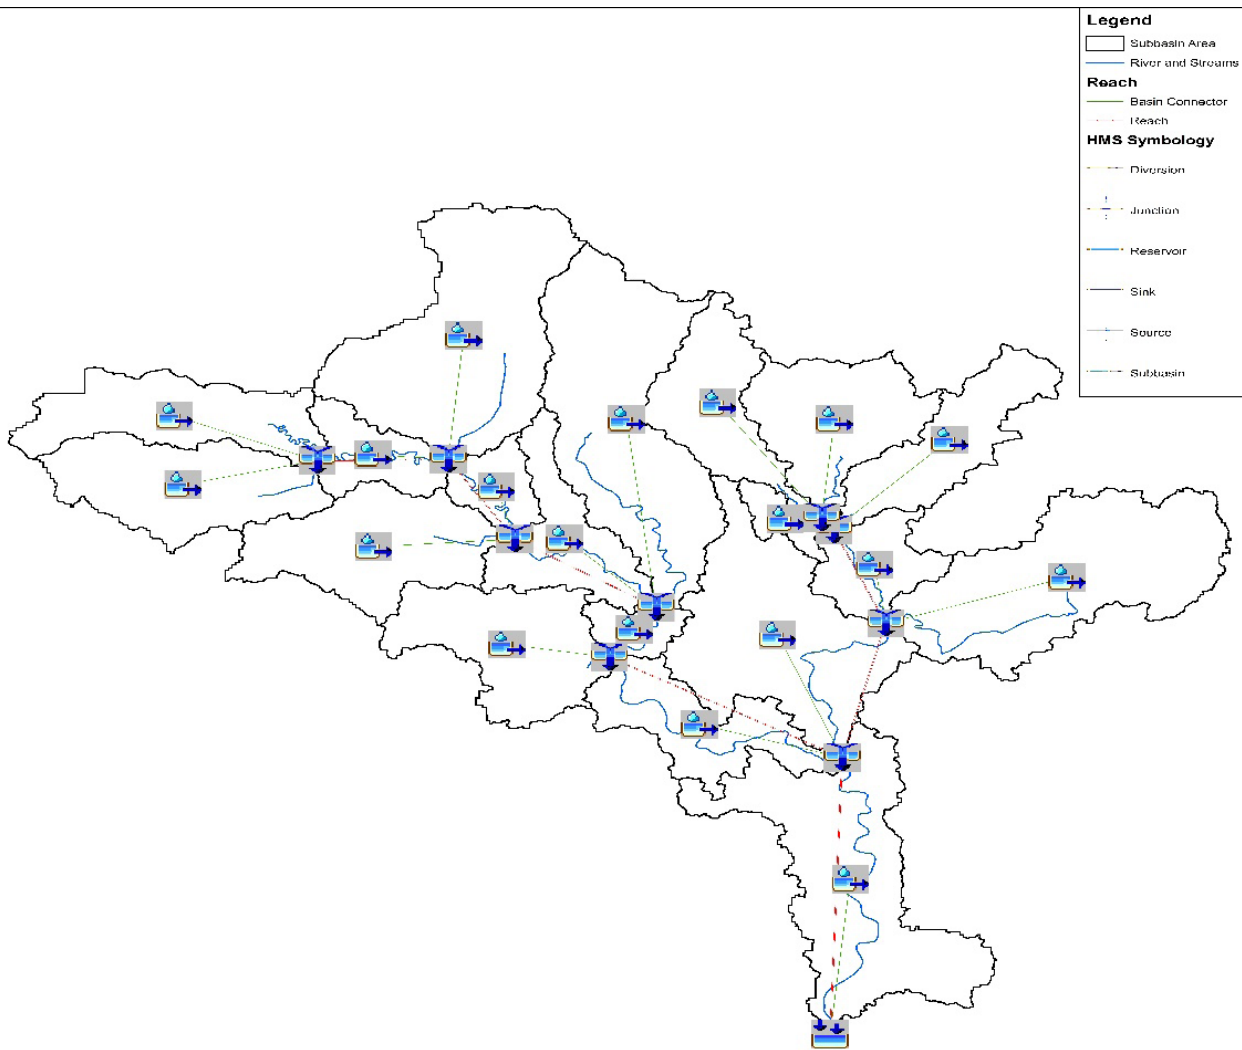 Legend
Subbasin Area
River and Streams
Reach
Basin Connector
Reach
HMS Symbology
Diversion
Junction
Reservoir
Sink
Source
Subbasin